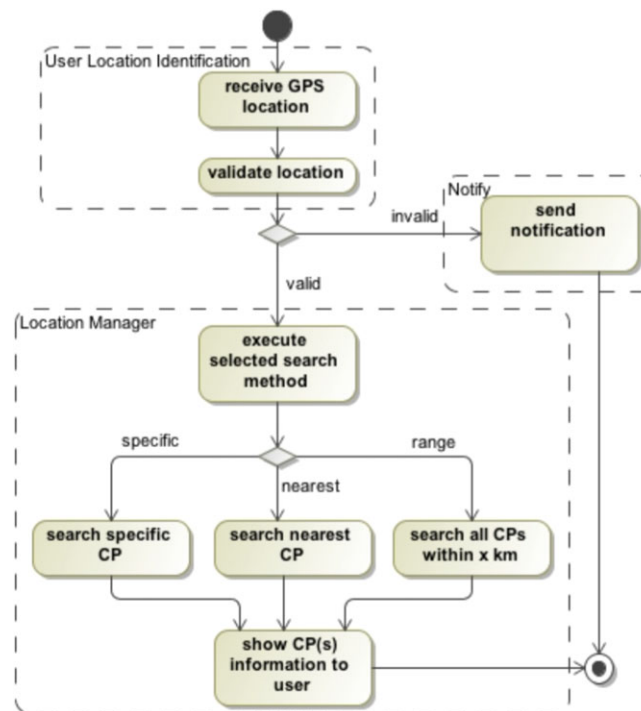 User Location Identification
receive GPS
location
validate location
Notify
invalid
send
notification
valid
Location Manager
execute
selected search
method
specific
range
nearest
search specific
CP
search nearest
CP
search all CPs
within x km
show CP(s)
information to
user